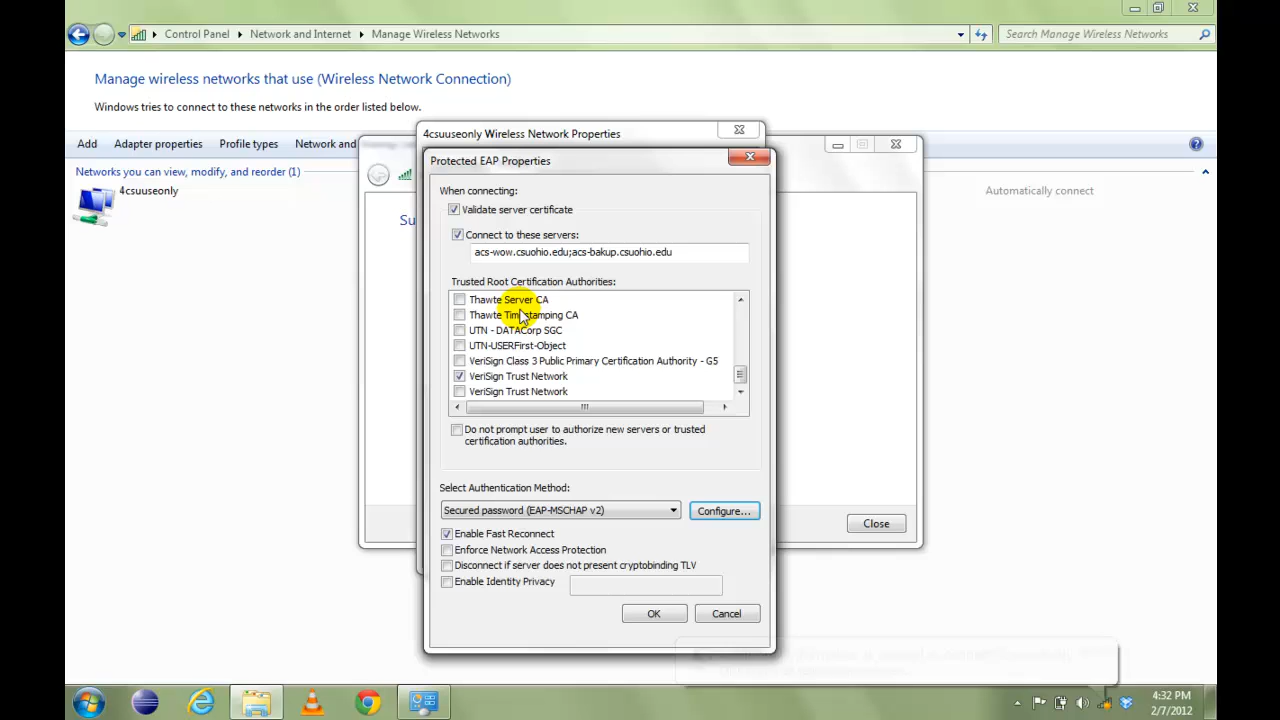 Control Panel
Network and Internet
Manage Wireless Networks
Search Manage Wireless Networks
Manage wireless networks that use (Wireless Network Connection)
Windows tries to connect to these networks in the order listed below.
Add
Adapter properties
Profile types
Network and
Networks you can view, modify, and reorder (1)
4csuuseonly
Automatically connect
Su
Close
4csuuseonly Wireless Network Properties
Protected EAP Properties
When connecting:
Validate server certificate
Connect to these servers:
acs-wow.csuohio.edu;acs-bakup.csuohio.edu
Trusted Root Certification Authorities:
Thawte Server CA
Thawte Timestamping CA
UTN - DATACorp SGC
UTN-USERFirst-Object
VeriSign Class 3 Public Primary Certification Authority - G5
VeriSign Trust Network
VeriSign Trust Network
Do not prompt user to authorize new servers or trusted
certification authorities.
Select Authentication Method:
Secured password (EAP-MSCHAP v2)
Configure...
Enable Fast Reconnect
Enforce Network Access Protection
Disconnect if server does not present cryptobinding TLV
Enable Identity Privacy
OK
Cancel
4:32 PM
2/7/2012